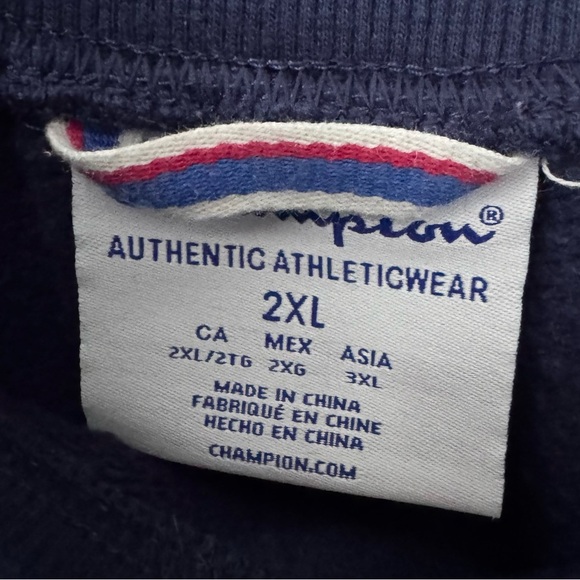 Champion®
AUTHENTIC ATHLETICWEAR
2XL
CA MEX ASIA
2XL/2TG 2XG 3XL
MADE IN CHINA
FABRIQUÉ EN CHINE
HECHO EN CHINA
CHAMPION.COM